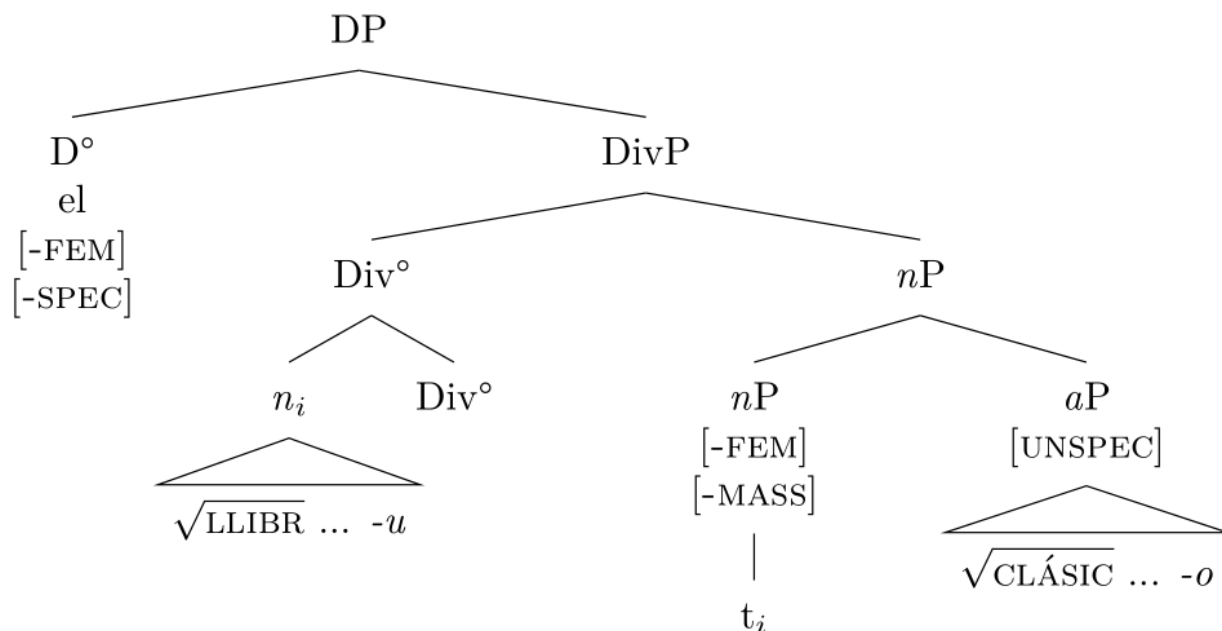 DP
D° DivP
el
[-FEM]
[-SPEC]
Div° nP
n_i Div° nP aP
[-FEM] [UNSPEC]
[-MASS]
√LLIBR ... -u √CLÁSIC ... -o
t_i